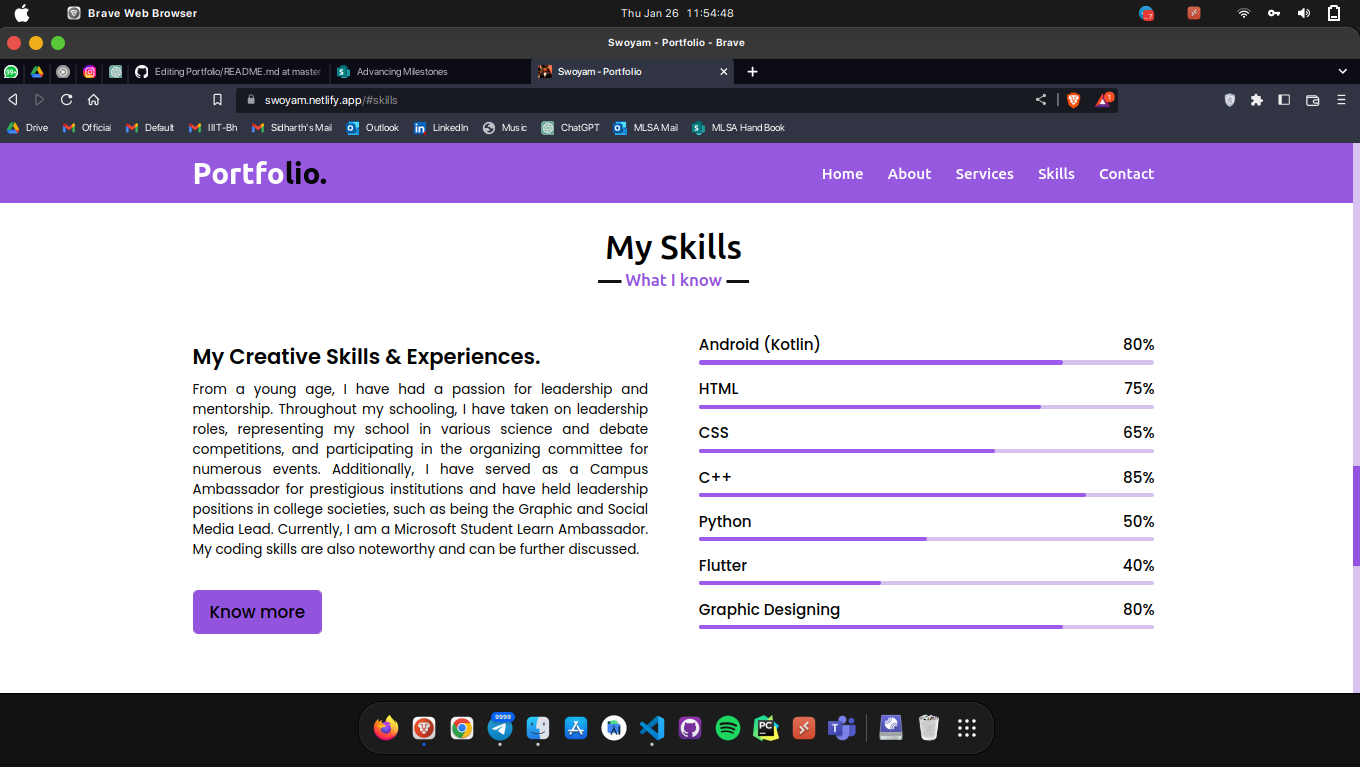 Brave Web Browser
Thu Jan 26 11:54:48
7
Swoyam - Portfolio - Brave
99+
Editing Portfolio/README.md at master
Advancing Milestones
Swoyam - Portfolio
swoyam.netlify.app/#skills
1
Drive
Official
Default
IIIT-Bh
Sidharth's Mai
Outlook
LinkedIn
Music
ChatGPT
MLSA Mai
MLSA HandBook
Portfolio.
Home
About
Services
Skills
Contact
My Skills
What I know
My Creative Skills & Experiences.
From a young age, I have had a passion for leadership and
mentorship. Throughout my schooling, I have taken on leadership
roles, representing my school in various science and debate
competitions, and participating in the organizing committee for
numerous events. Additionally, I have served as a Campus
Ambassador for prestigious institutions and have held leadership
positions in college societies, such as being the Graphic and Social
Media Lead. Currently, I am a Microsoft Student Learn Ambassador.
My coding skills are also noteworthy and can be further discussed.
Know more
Android (Kotlin) 80%
HTML 75%
CSS 65%
C++ 85%
Python 50%
Flutter 40%
Graphic Designing 80%
9999
PC